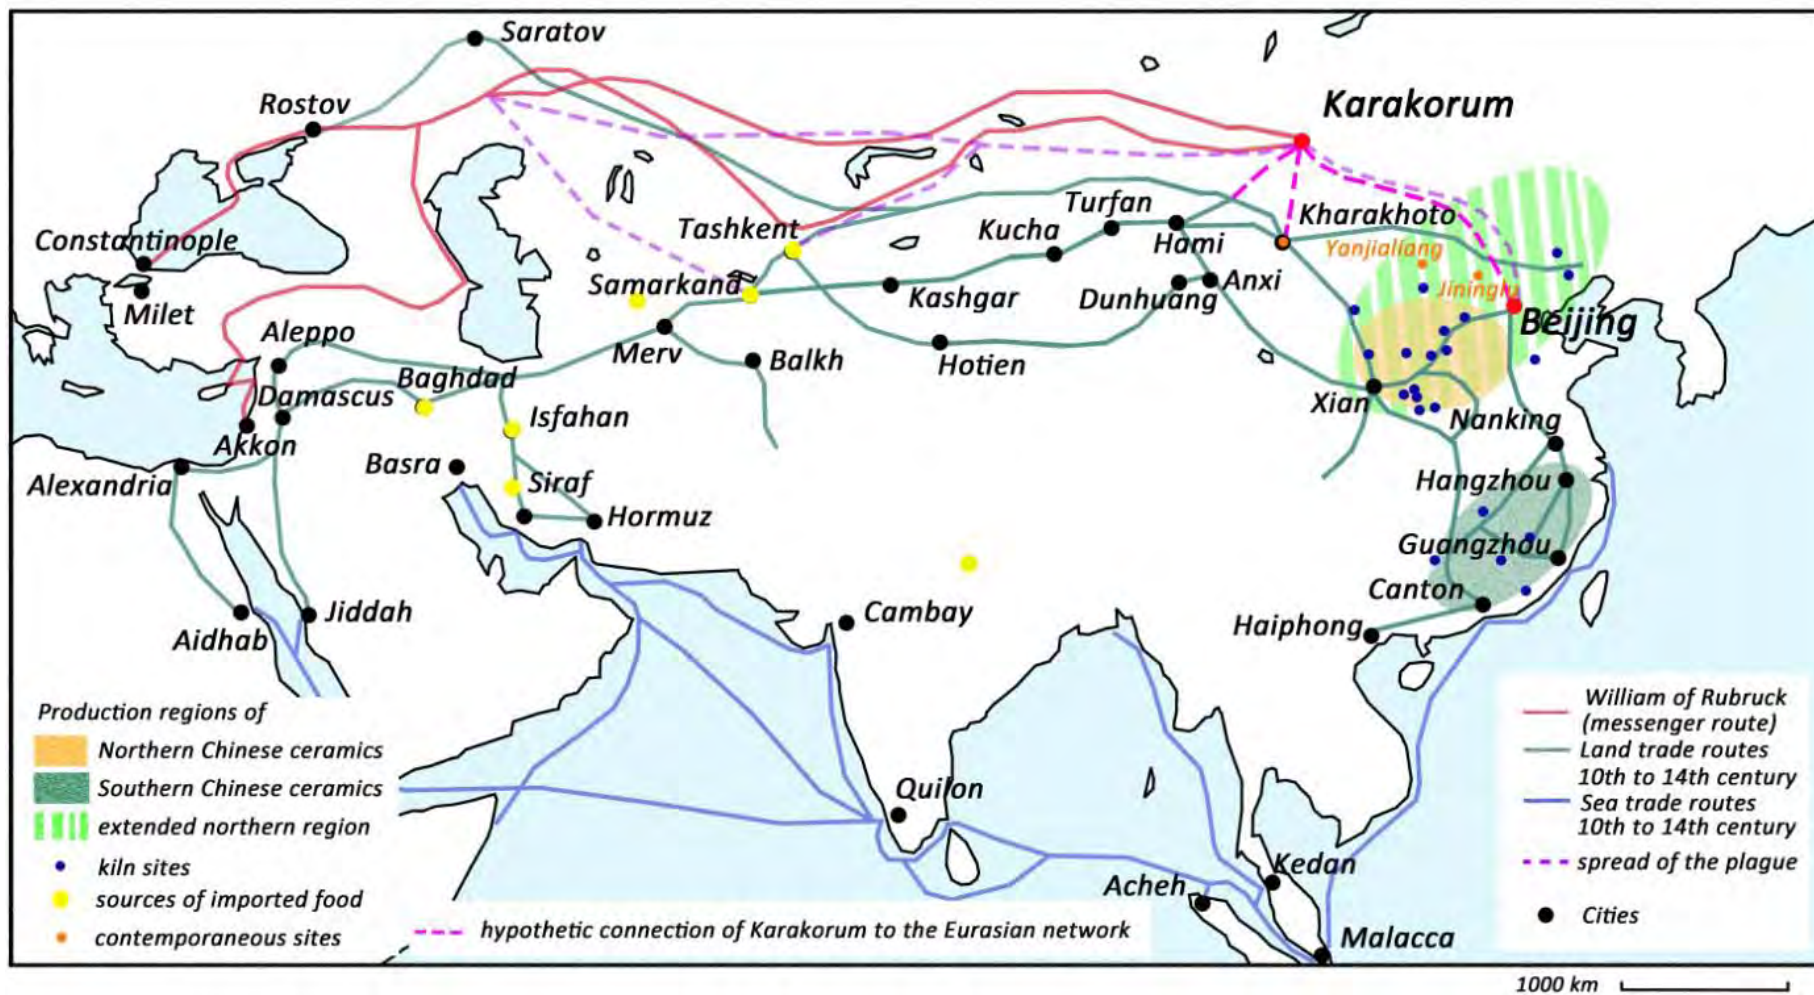 Saratov
Rostov
Karakorum
Constantinople
Milet
Tashkent
Samarkand
Kucha
Turfan
Hami
Kharakhoto
Yanjialiang
Jininglu
Beijing
Kashgar
Dunhuang
Anxi
Aleppo
Merv
Balkh
Hotien
Damascus
Baghdad
Xian
Nanking
Akkon
Isfahan
Basra
Siraf
Alexandria
Hormuz
Hangzhou
Guangzhou
Canton
Haiphong
Aidhab
Jiddah
Cambay
Quilon
Acheh
Kedan
Malacca
Production regions of
Northern Chinese ceramics
Southern Chinese ceramics
extended northern region
kiln sites
sources of imported food
contemporaneous sites
hypothetic connection of Karakorum to the Eurasian network
William of Rubruck
(messenger route)
Land trade routes
10th to 14th century
Sea trade routes
10th to 14th century
spread of the plague
Cities
1000 km